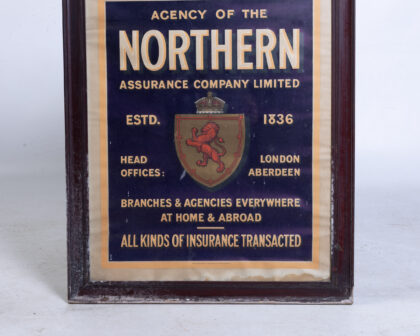 AGENCY OF THE
NORTHERN
ASSURANCE COMPANY LIMITED
ESTD. 1836
HEAD OFFICES: LONDON ABERDEEN
BRANCHES & AGENCIES EVERYWHERE
AT HOME & ABROAD
ALL KINDS OF INSURANCE TRANSACTED